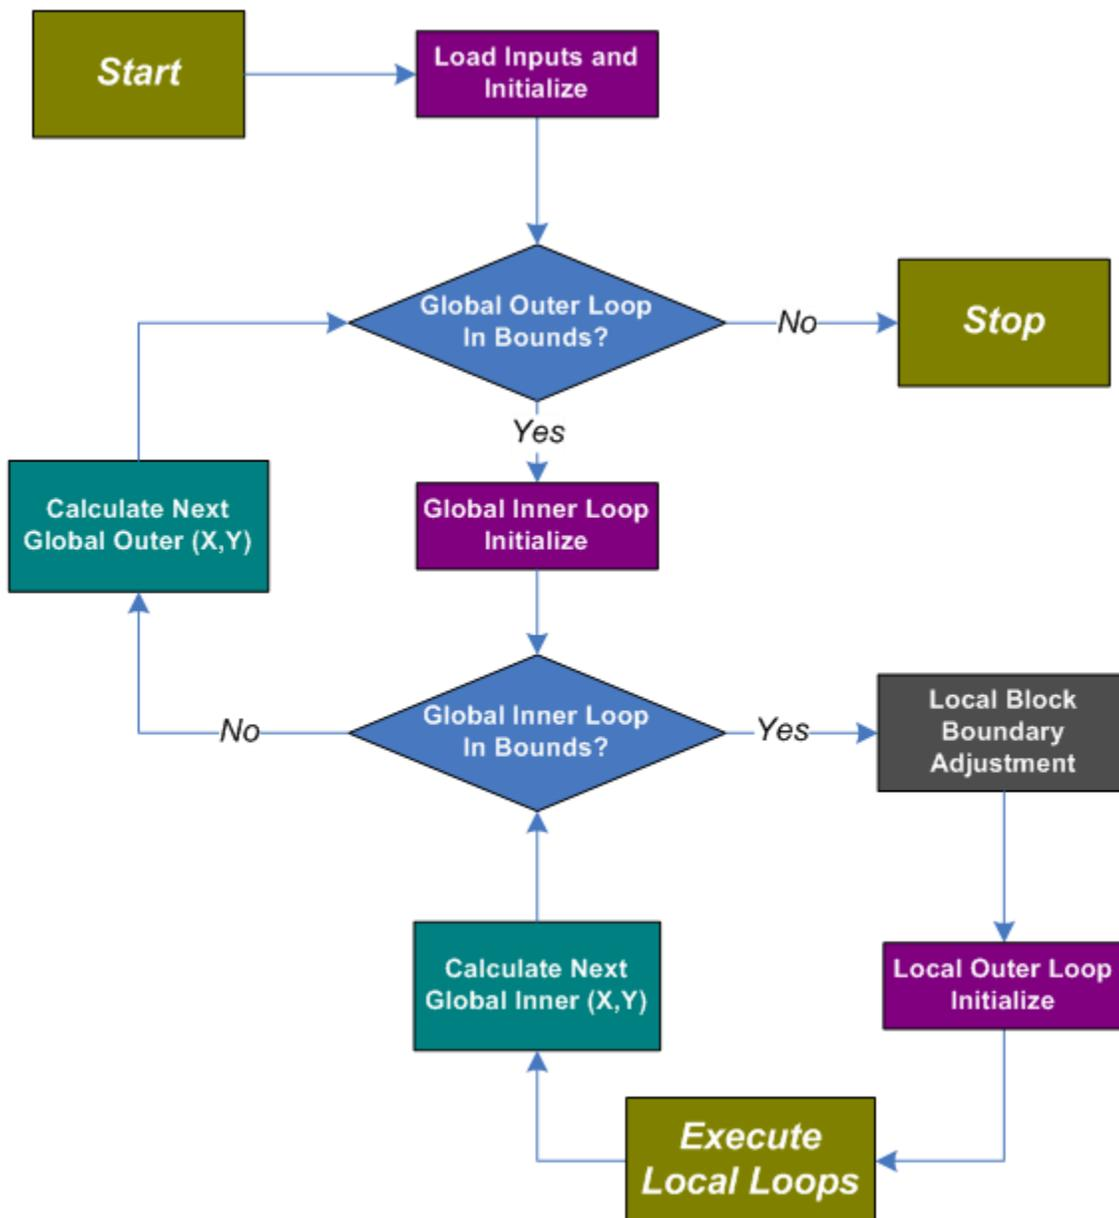 Start
Load Inputs and
Initialize
Global Outer Loop
In Bounds?
No
Stop
Yes
Calculate Next
Global Outer (X,Y)
Global Inner Loop
Initialize
Global Inner Loop
In Bounds?
No
Yes
Local Block
Boundary
Adjustment
Calculate Next
Global Inner (X,Y)
Local Outer Loop
Initialize
Execute
Local Loops